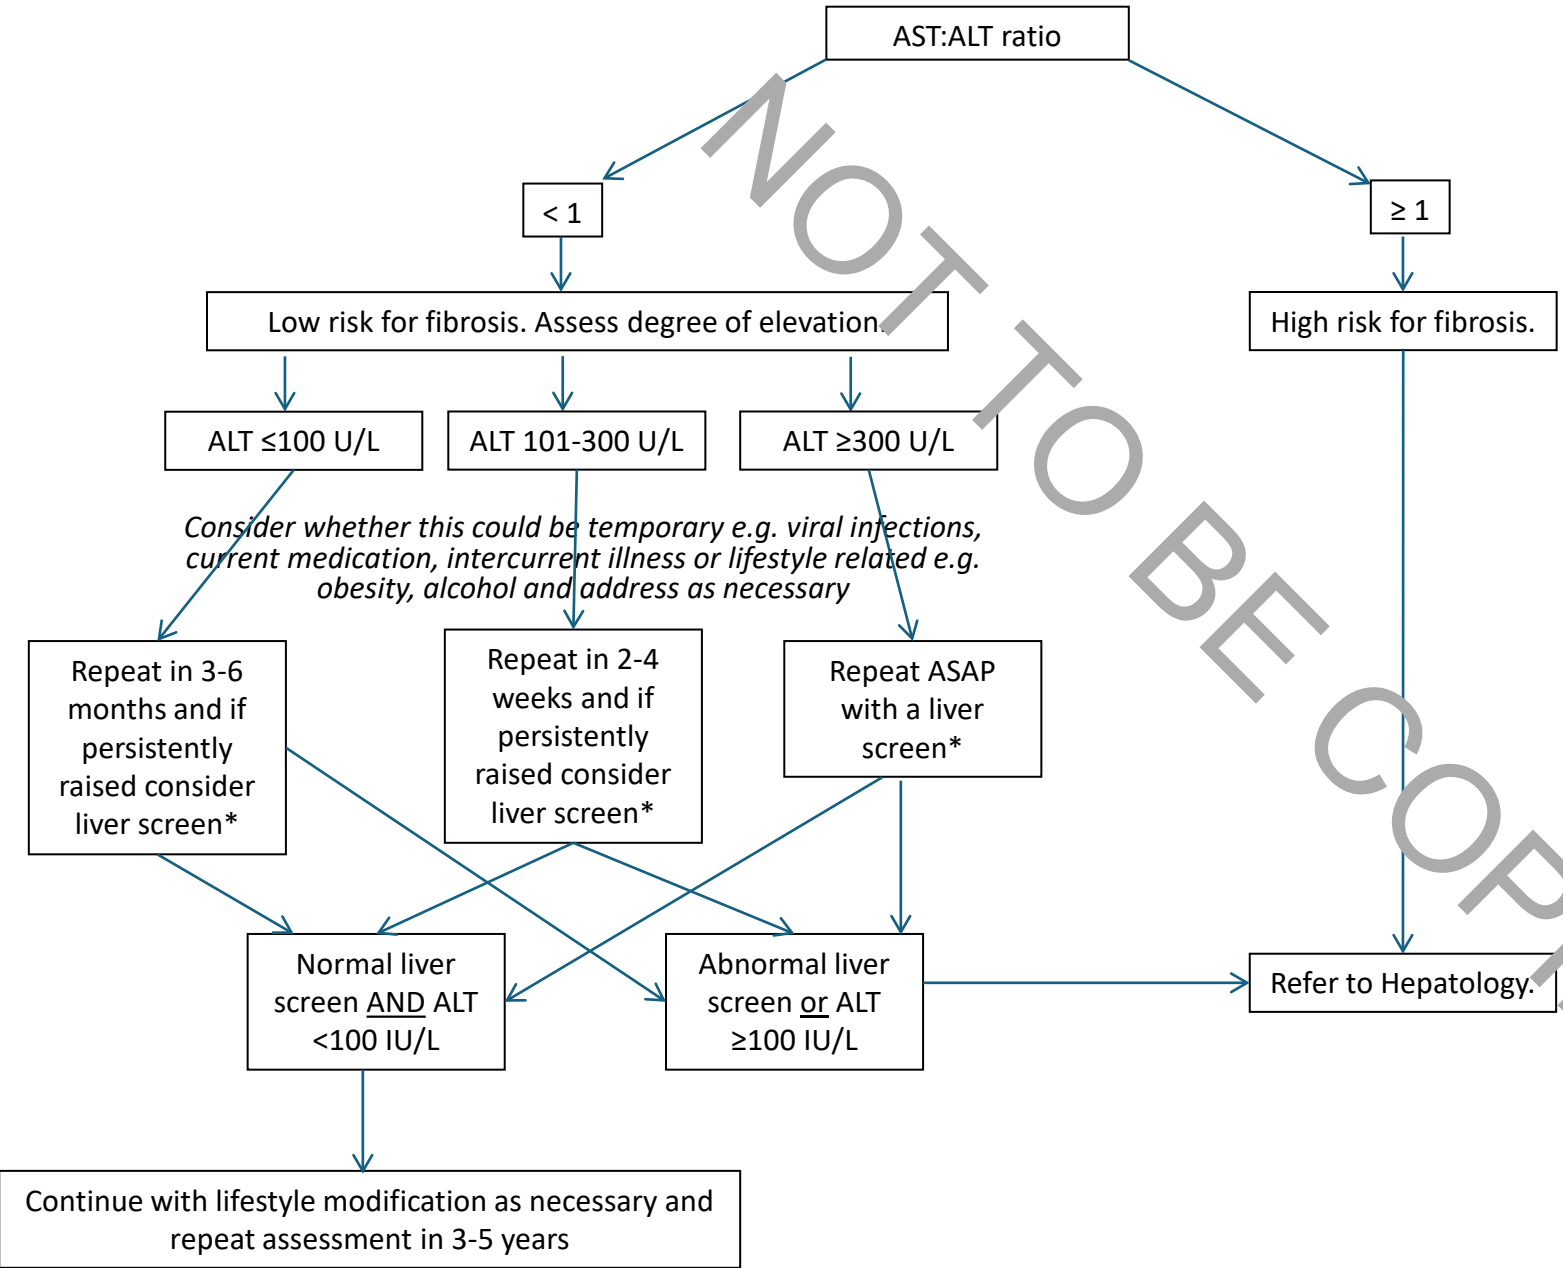 AST:ALT ratio
< 1
≥ 1
Low risk for fibrosis. Assess degree of elevation.
High risk for fibrosis.
ALT ≤100 U/L
ALT 101-300 U/L
ALT ≥300 U/L
Consider whether this could be temporary e.g. viral infections,
current medication, intercurrent illness or lifestyle related e.g.
obesity, alcohol and address as necessary
Repeat in 3-6
months and if
persistently
raised consider
liver screen*
Repeat in 2-4
weeks and if
persistently
raised consider
liver screen*
Repeat ASAP
with a liver
screen*
Normal liver
screen AND ALT
<100 IU/L
Abnormal liver
screen or ALT
≥100 IU/L
Refer to Hepatology.
Continue with lifestyle modification as necessary and
repeat assessment in 3-5 years
NOT TO BE COP